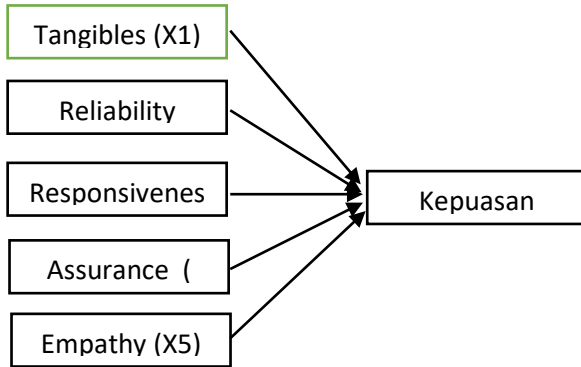 Tangibles (X1)
Reliability
Responsivenes
Kepuasan
Assurance (
Empathy (X5)